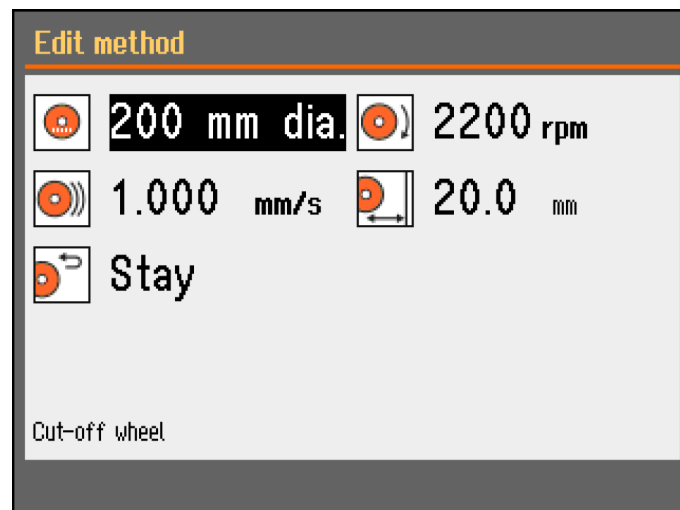 Edit method
200 mm dia. 2200 rpm
1.000 mm/s 20.0 mm
Stay
Cut-off wheel